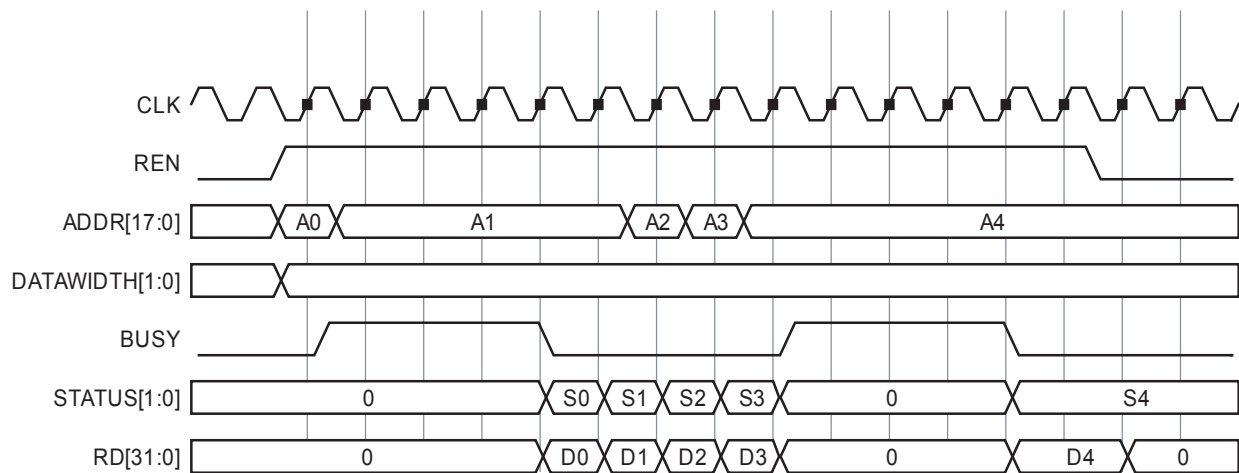 CLK
REN
ADDR[17:0] A0 A1 A2 A3 A4
DATAWIDTH[1:0]
BUSY
STATUS[1:0] 0 S0 S1 S2 S3 0 S4
RD[31:0] 0 D0 D1 D2 D3 0 D4 0